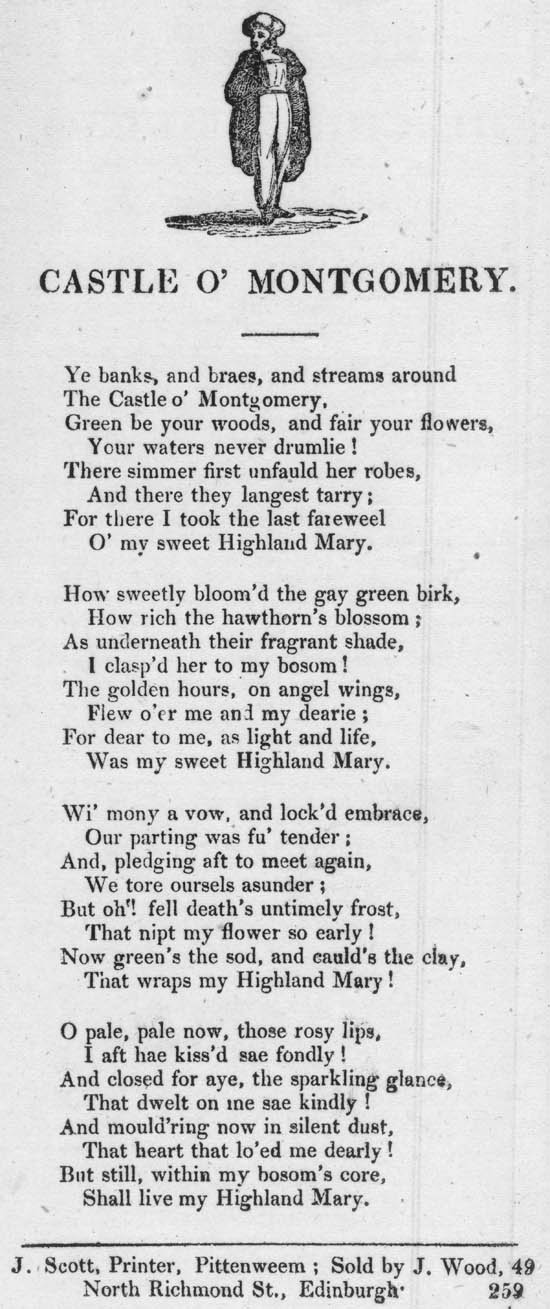 CASTLE O' MONTGOMERY.
Ye banks, and braes, and streams around
The Castle o' Montgomery,
Green be your woods, and fair your flowers,
Your waters never drumlie !
There simmer first unfauld her robes,
And there they langest tarry ;
For there I took the last fareweel
O' my sweet Highland Mary.
How sweetly bloom'd the gay green birk,
How rich the hawthorn's blossom ;
As underneath their fragrant shade,
I clasp'd her to my bosom !
The golden hours, on angel wings,
Flew o'er me and my dearie ;
For dear to me, as light and life,
Was my sweet Highland Mary.
Wi' mony a vow, and lock'd embrace,
Our parting was fu' tender ;
And, pledging aft to meet again,
We tore oursels asunder ;
But oh'! fell death's untimely frost,
That nipt my flower so early !
Now green's the sod, and cauld's the clay,
That wraps my Highland Mary !
O pale, pale now, those rosy lips,
I aft hae kiss'd sae fondly !
And closed for aye, the sparkling glance,
That dwelt on me sae kindly !
And mould'ring now in silent dust,
That heart that lo'ed me dearly !
But still, within my bosom's core,
Shall live my Highland Mary.
J. Scott, Printer, Pittenweem ; Sold by J. Wood, 49
North Richmond St., Edinburgh· 259